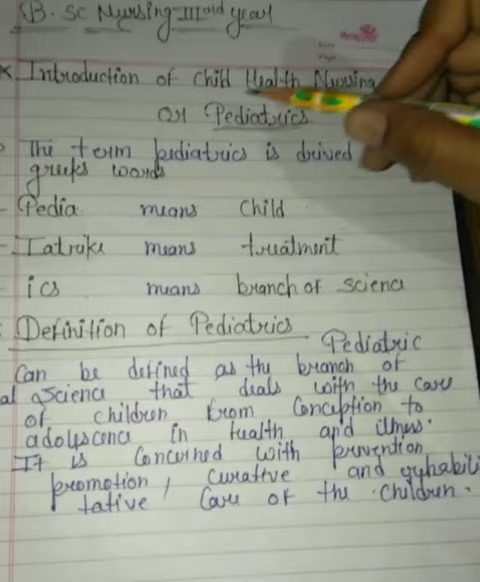 B. sc Nursing IIIrd year
Introduction of Child Health Nursing
or Pediatrics
The term pediatrics is drived
greeks words
Pedia means Child
Iatrike means treatment
ics means branch of science
Definition of Pediatrics
Pediatric
Can be defined as the branch of
al science that deals with the care
of children from Conception to
adolyscence in health and illness.
It is Concerned with prevention
promotion, curative and ryhabili
tative Care of the children.